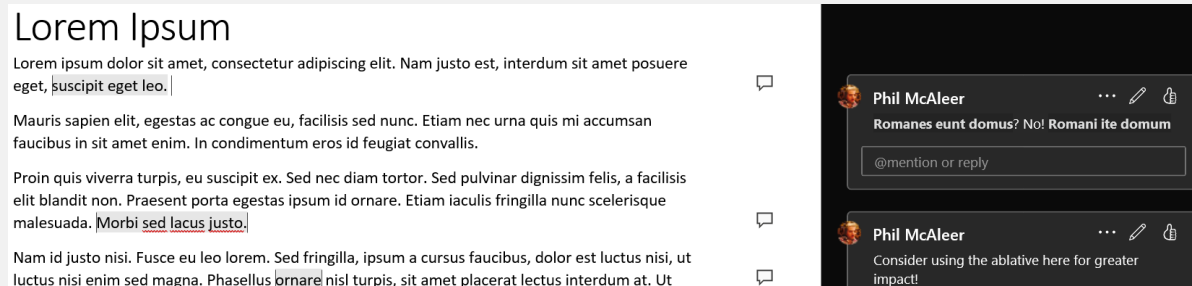 Lorem Ipsum
Lorem ipsum dolor sit amet, consectetur adipiscing elit. Nam justo est, interdum sit amet posuere
eget, suscipit eget leo.
Mauris sapien elit, egestas ac congue eu, facilisis sed nunc. Etiam nec urna quis mi accumsan
faucibus in sit amet enim. In condimentum eros id feugiat convallis.
Proin quis viverra turpis, eu suscipit ex. Sed nec diam tortor. Sed pulvinar dignissim felis, a facilisis
elit blandit non. Praesent porta egestas ipsum id ornare. Etiam iaculis fringilla nunc scelerisque
malesuada. Morbi sed lacus justo.
Nam id justo nisi. Fusce eu leo lorem. Sed fringilla, ipsum a cursus faucibus, dolor est luctus nisi, ut
luctus nisi enim sed magna. Phasellus ornare nisl turpis, sit amet placerat lectus interdum at. Ut
Phil McAleer
Romanes eunt domus? No! Romani ite domum
@mention or reply
Phil McAleer
Consider using the ablative here for greater
impact!